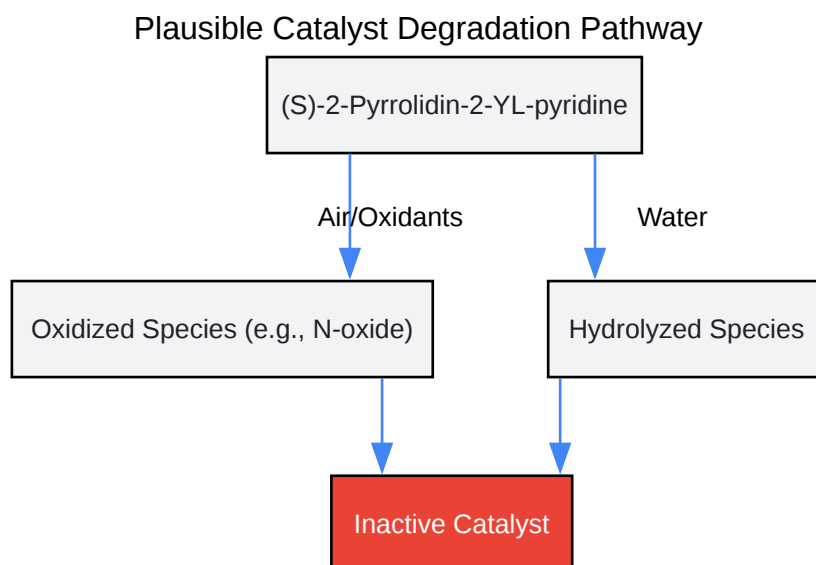 Plausible Catalyst Degradation Pathway
(S)-2-Pyrrolidin-2-YL-pyridine
Air/Oxidants
Water
Oxidized Species (e.g., N-oxide)
Hydrolyzed Species
Inactive Catalyst